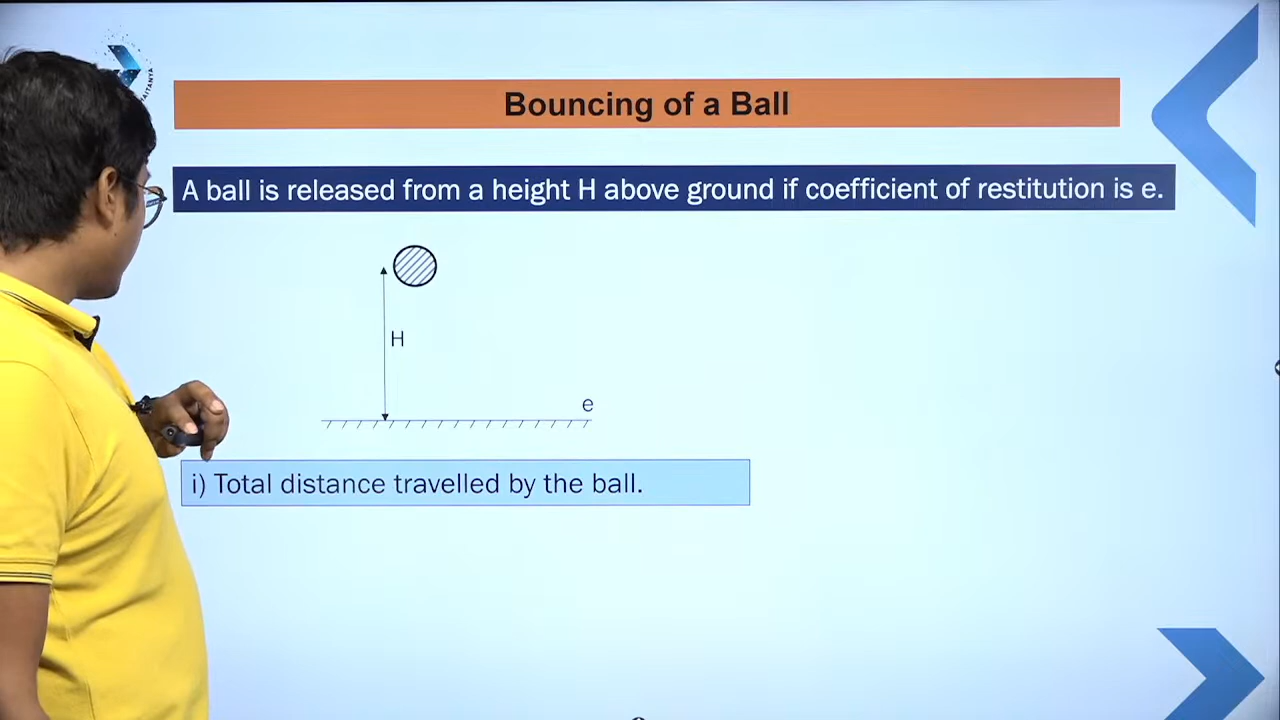 Bouncing of a Ball
A ball is released from a height H above ground if coefficient of restitution is e.
H
e
i) Total distance travelled by the ball.